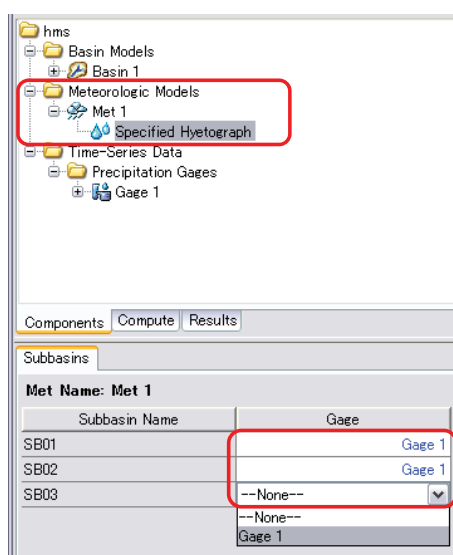 hms
Basin Models
Basin 1
Meteorologic Models
Met 1
Specified Hyetograph
Time-Series Data
Precipitation Gages
Gage 1
Components Compute Results
Subbasins
Met Name: Met 1
Subbasin Name Gage
SB01 Gage 1
SB02 Gage 1
SB03 --None--
--None--
Gage 1